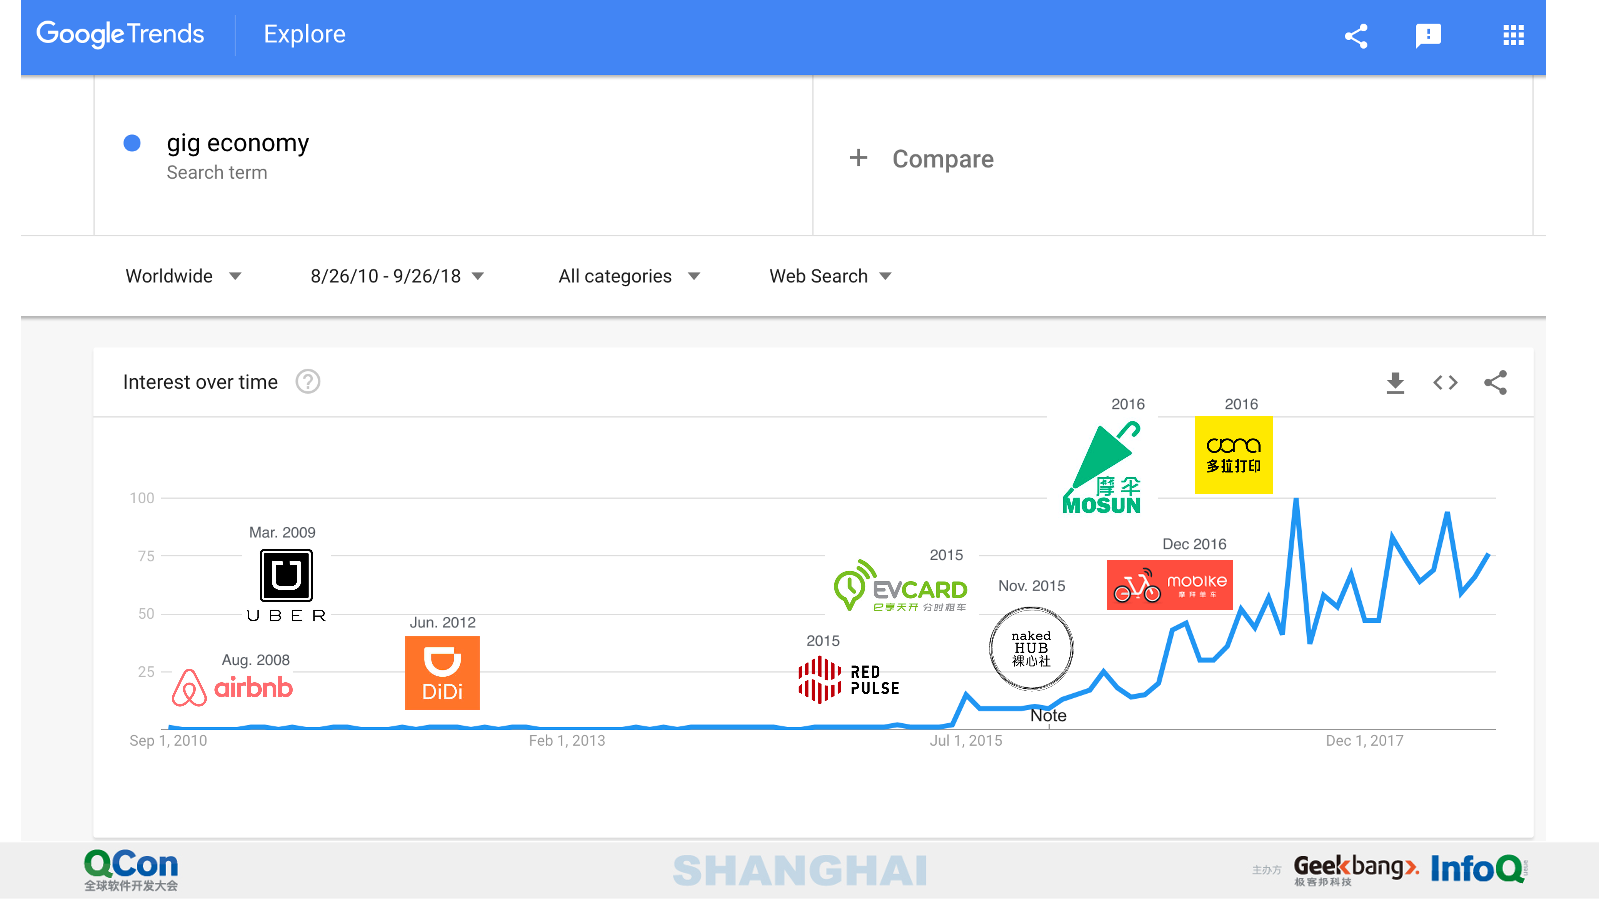 Google Trends
Explore
gig economy
Search term
+ Compare
Worldwide
8/26/10 - 9/26/18
All categories
Web Search
Interest over time
?
2016
摩伞
MOSUN
2016
多拉打印
100
75
50
25
Mar. 2009
UBER
Aug. 2008
airbnb
Jun. 2012
DiDi
2015
RED
PULSE
2015
EVCARD
已享天开 分时租车
Nov. 2015
naked
HUB
裸心社
Dec 2016
mobike
摩拜单车
Note
Sep 1, 2010
Feb 1, 2013
Jul 1, 2015
Dec 1, 2017
QCon
全球软件开发大会
SHANGHAI
主办方
Geekbang>.
极客邦科技
InfoQ